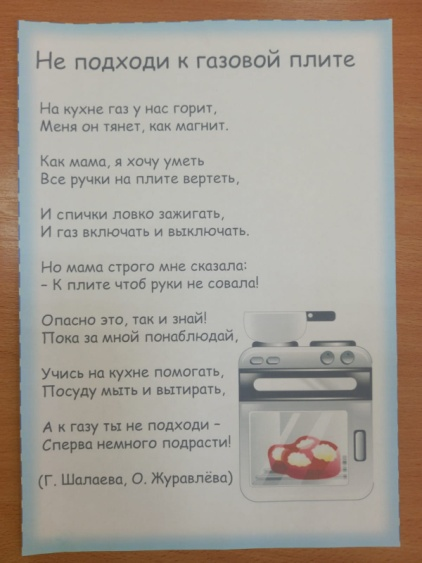 Не подходи к газовой плите
На кухне газ у нас горит,
Меня он тянет, как магнит.
Как мама, я хочу уметь
Все ручки на плите вертеть,
И спички ловко зажигать,
И газ включать и выключать.
Но мама строго мне сказала:
– К плите чтоб руки не совала!
Опасно это, так и знай!
Пока за мной понаблюдай,
Учись на кухне помогать,
Посуду мыть и вытирать,
А к газу ты не подходи –
Сперва немного подрасти!
(Г. Шалаева, О. Журавлёва)